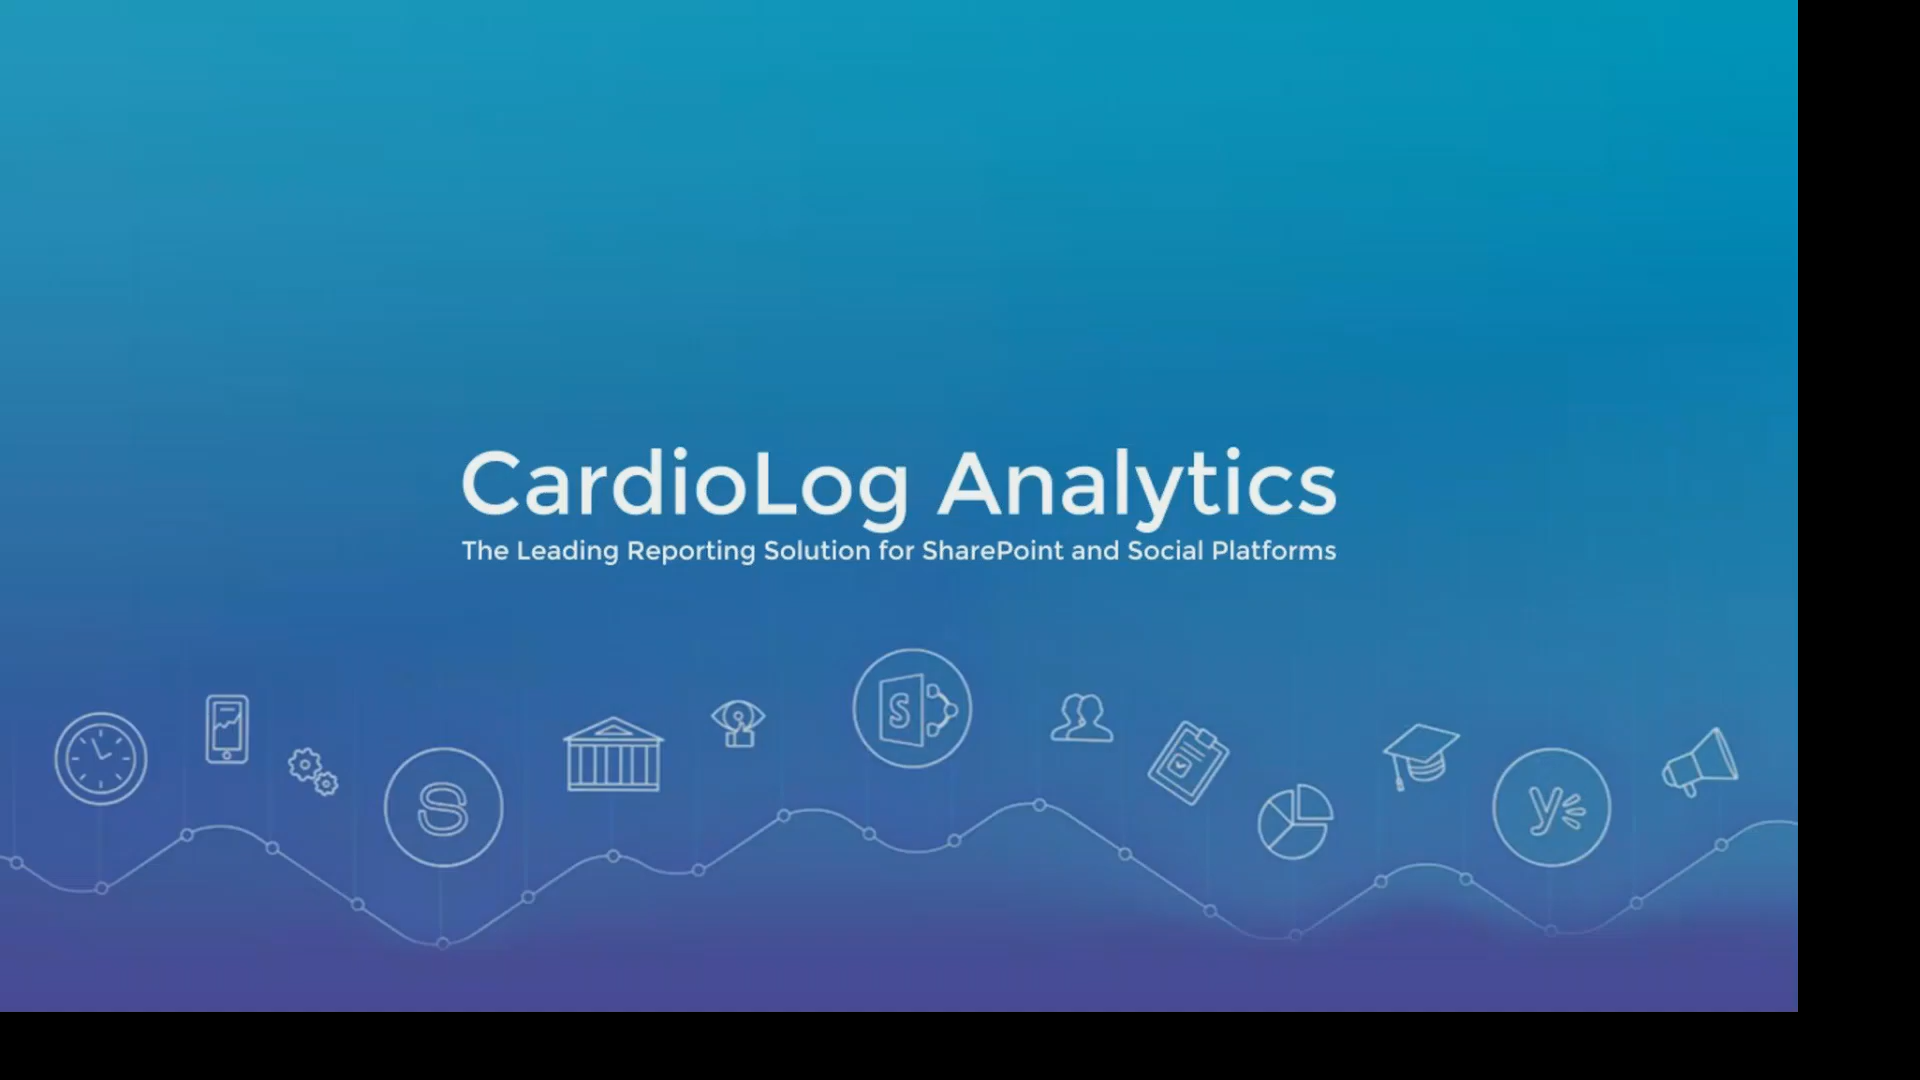 CardioLog Analytics
The Leading Reporting Solution for SharePoint and Social Platforms
S
S
y